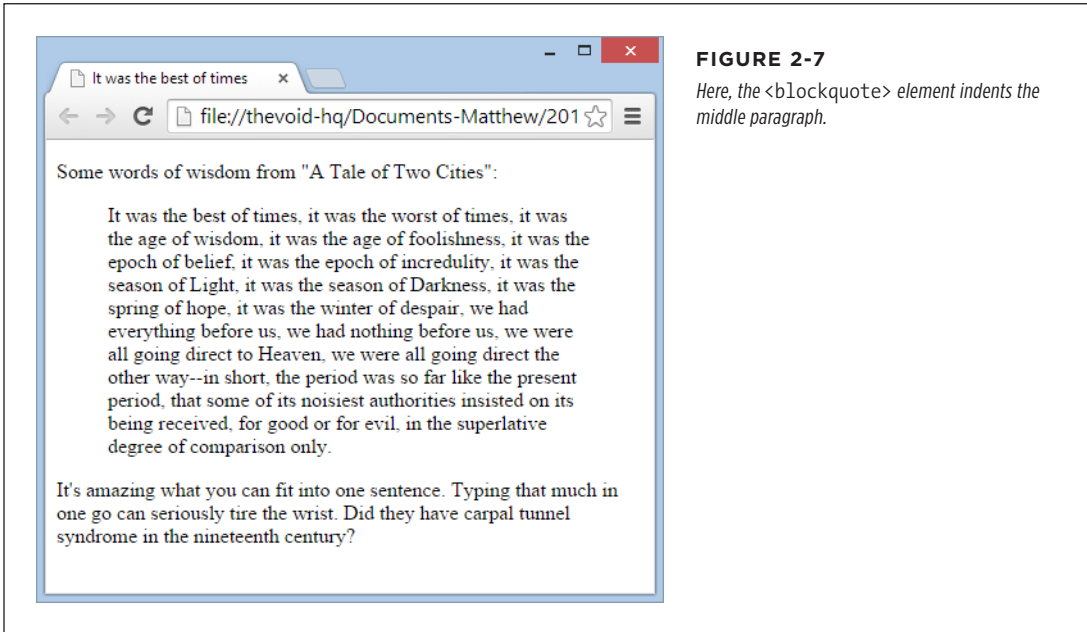 It was the best of times
file://thevoid-hq/Documents-Matthew/201
Some words of wisdom from "A Tale of Two Cities":
It was the best of times, it was the worst of times, it was
the age of wisdom, it was the age of foolishness, it was the
epoch of belief, it was the epoch of incredulity, it was the
season of Light, it was the season of Darkness, it was the
spring of hope, it was the winter of despair, we had
everything before us, we had nothing before us, we were
all going direct to Heaven, we were all going direct the
other way--in short, the period was so far like the present
period, that some of its noisiest authorities insisted on its
being received, for good or for evil, in the superlative
degree of comparison only.
It's amazing what you can fit into one sentence. Typing that much in
one go can seriously tire the wrist. Did they have carpal tunnel
syndrome in the nineteenth century?
FIGURE 2-7
Here, the <blockquote> element indents the
middle paragraph.